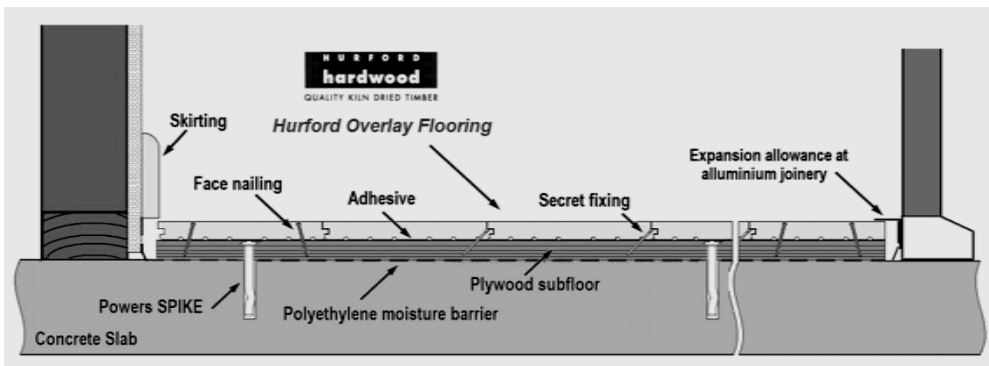 HURFORD
hardwood
QUALITY KILN DRIED TIMBER
Hurford Overlay Flooring
Skirting
Face nailing
Adhesive
Secret fixing
Expansion allowance at
alluminium joinery
Powers SPIKE
Polyethylene moisture barrier
Plywood subfloor
Concrete Slab